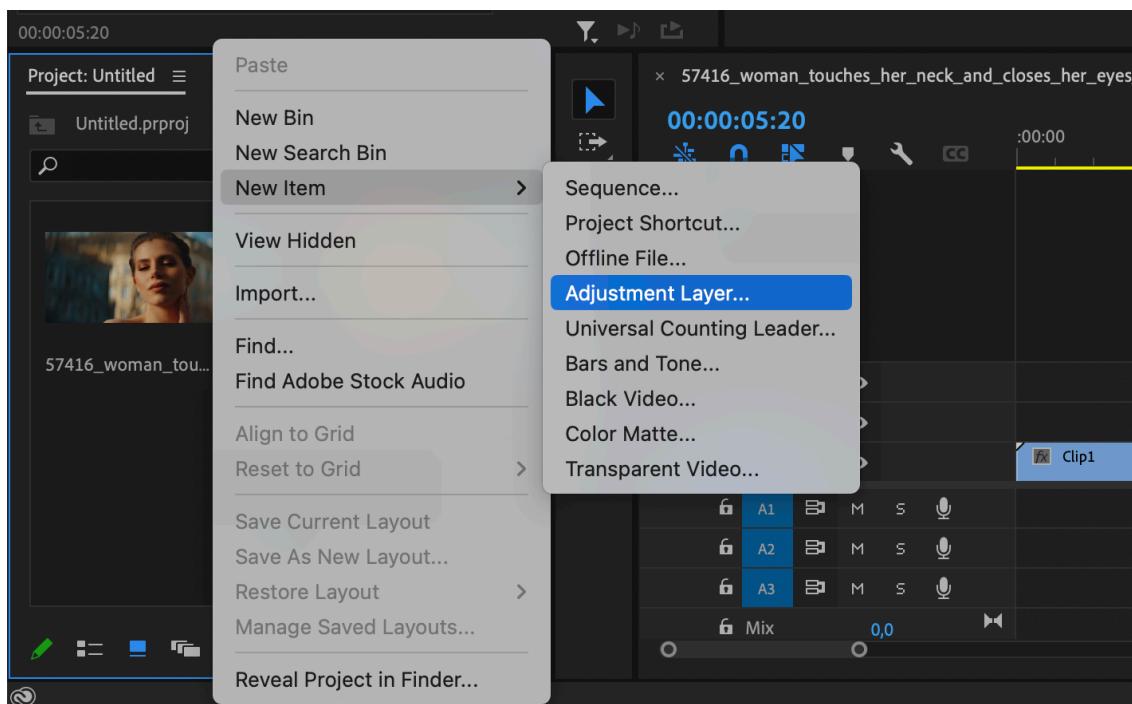 00:00:05:20
Project: Untitled
Untitled.prproj
57416_woman_tou...
Paste
New Bin
New Search Bin
New Item
View Hidden
Import...
Find...
Find Adobe Stock Audio
Align to Grid
Reset to Grid
Save Current Layout
Save As New Layout...
Restore Layout
Manage Saved Layouts...
Reveal Project in Finder...
Sequence...
Project Shortcut...
Offline File...
Adjustment Layer...
Universal Counting Leader...
Bars and Tone...
Black Video...
Color Matte...
Transparent Video...
× 57416_woman_touches_her_neck_and_closes_her_eyes
00:00:05:20
:00:00
CC
fx Clip1
A1 M S
A2 M S
A3 M S
Mix 0,0